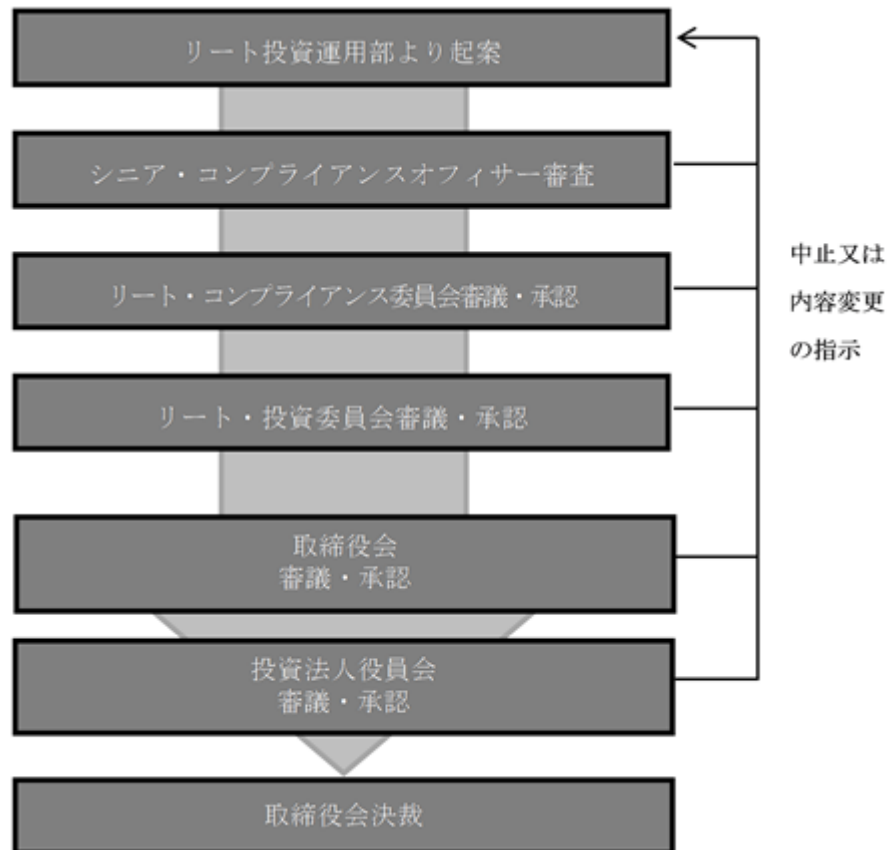 リート投資運用部より起案
シニア・コンプライアンスオフィサー審査
リート・コンプライアンス委員会審議・承認
リート・投資委員会審議・承認
取締役会
審議・承認
投資法人役員会
審議・承認
取締役会決裁
中止又は
内容変更
の指示